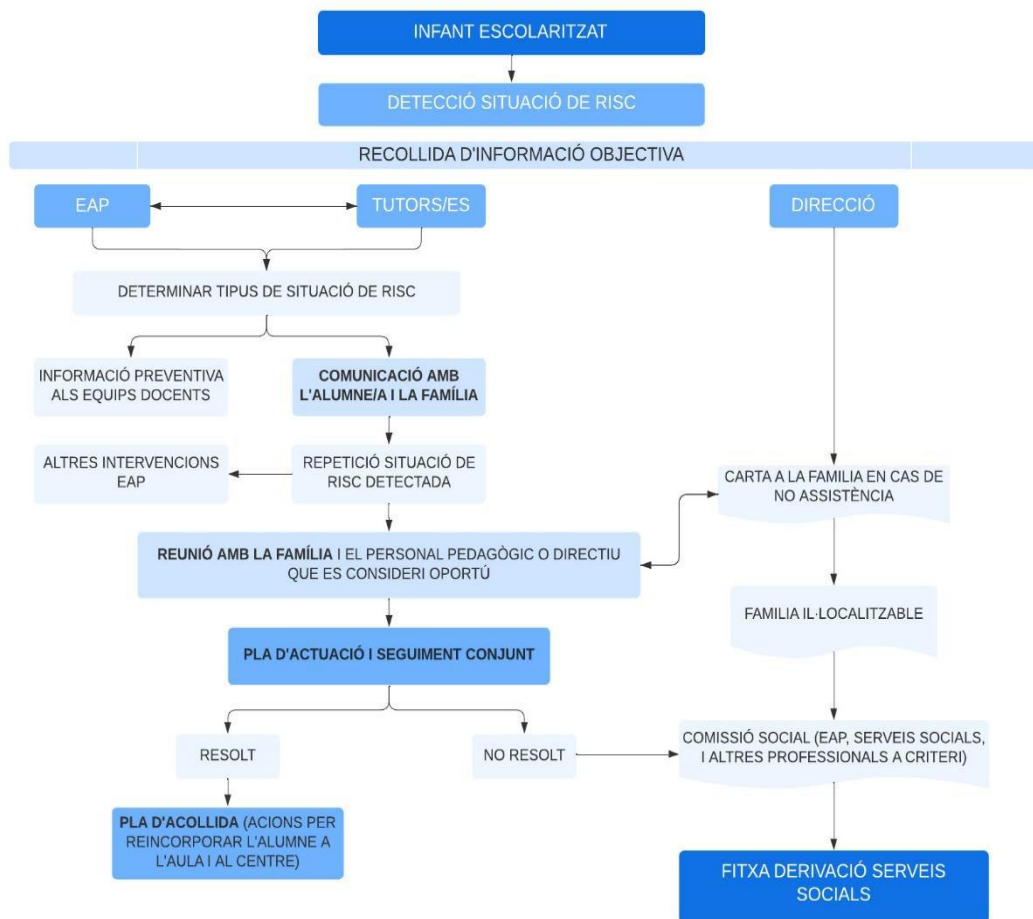 INFANT ESCOLARITZAT
DETECCIÓ SITUACIÓ DE RISC
RECOLLIDA D'INFORMACIÓ OBJECTIVA
EAP
TUTORS/ES
DIRECCIÓ
DETERMINAR TIPUS DE SITUACIÓ DE RISC
INFORMACIÓ PREVENTIVA
ALS EQUIPS DOCENTS
COMUNICACIÓ AMB
L'ALUMNE/A I LA FAMÍLIA
ALTRES INTERVENCIONS
EAP
REPETICIÓ SITUACIÓ DE
RISC DETECTADA
CARTA A LA FAMILIA EN CAS DE
NO ASSISTÈNCIA
REUNIÓ AMB LA FAMÍLIA I EL PERSONAL PEDAGÒGIC O DIRECTIU
QUE ES CONSIDERI OPORTÚ
FAMILIA IL·LOCALITZABLE
PLA D'ACTUACIÓ I SEGUIMENT CONJUNT
RESOLT
NO RESOLT
COMISSIÓ SOCIAL (EAP, SERVEIS SOCIALS,
I ALTRES PROFESSIONALS A CRITERI)
PLA D'ACOLLIDA (ACIONS PER
REINCORPORAR L'ALUMNE A
L'AULA I AL CENTRE)
FITXA DERIVACIÓ SERVEIS
SOCIALS